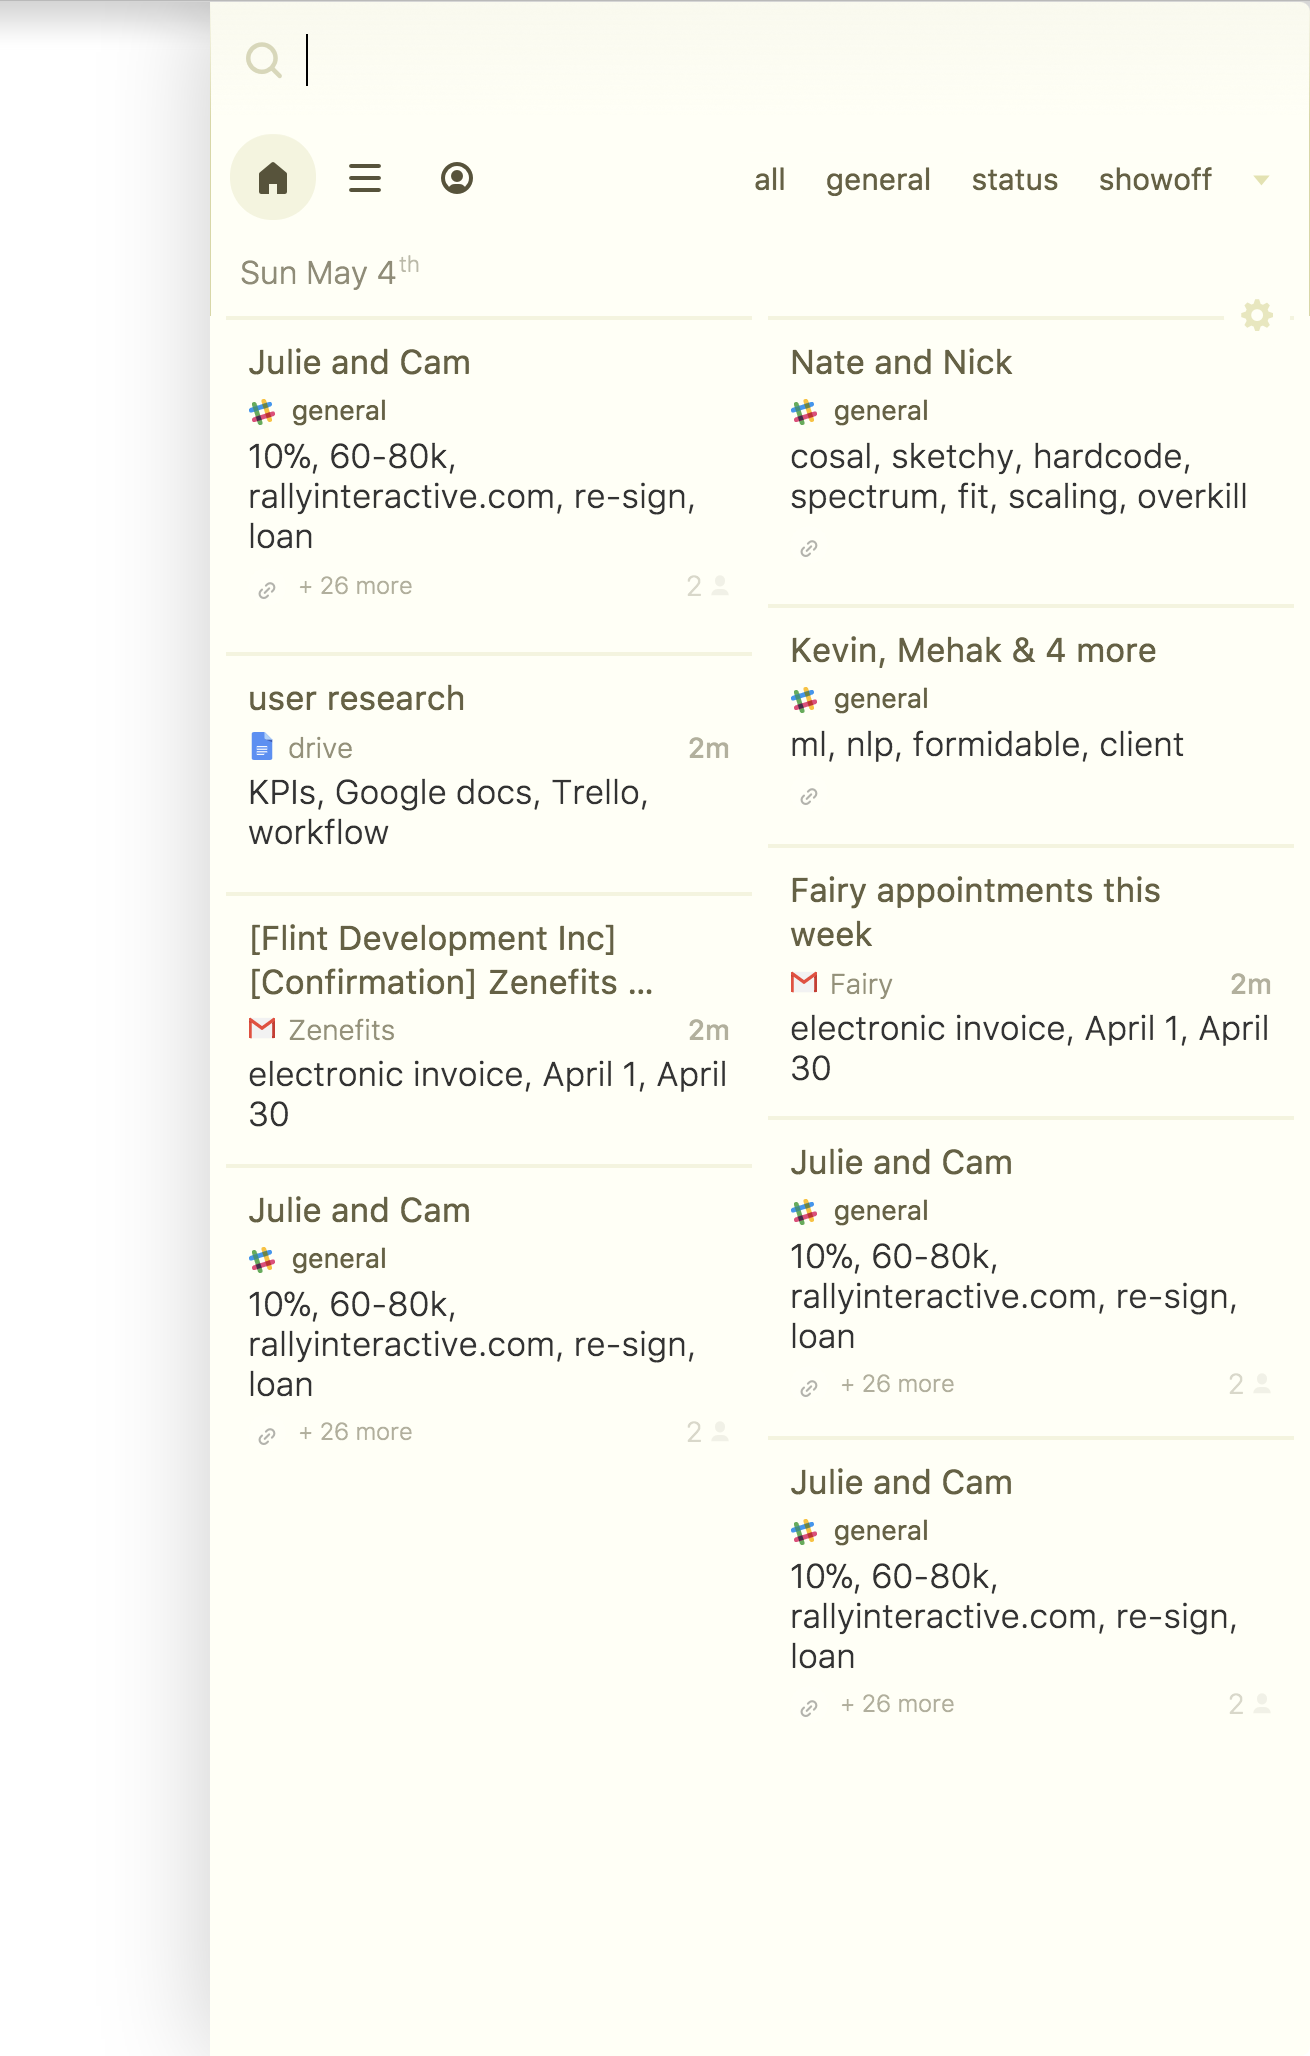 all general status showoff
Sun May 4th
Julie and Cam
general
10%, 60-80k,
rallyinteractive.com, re-sign,
loan
+ 26 more 2
user research
drive 2m
KPIs, Google docs, Trello,
workflow
[Flint Development Inc]
[Confirmation] Zenefits ...
Zenefits 2m
electronic invoice, April 1, April
30
Julie and Cam
general
10%, 60-80k,
rallyinteractive.com, re-sign,
loan
+ 26 more 2
Nate and Nick
general
cosal, sketchy, hardcode,
spectrum, fit, scaling, overkill
Kevin, Mehak & 4 more
general
ml, nlp, formidable, client
Fairy appointments this
week
Fairy 2m
electronic invoice, April 1, April
30
Julie and Cam
general
10%, 60-80k,
rallyinteractive.com, re-sign,
loan
+ 26 more 2
Julie and Cam
general
10%, 60-80k,
rallyinteractive.com, re-sign,
loan
+ 26 more 2